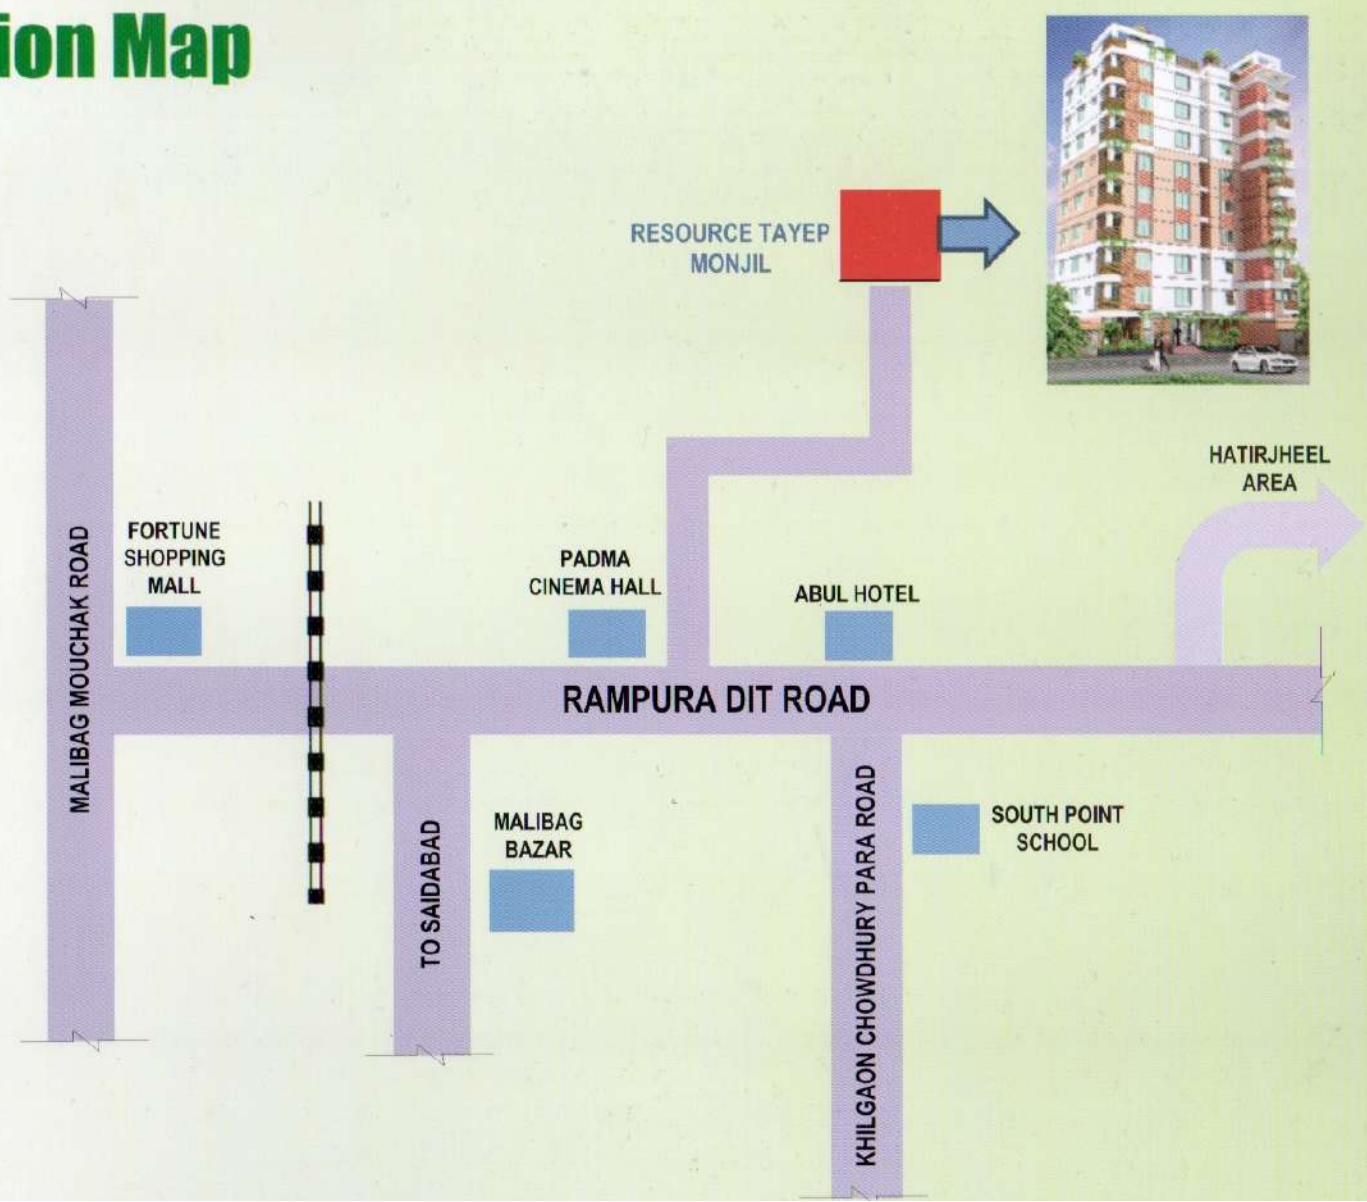 ion Map
RESOURCE TAYEP
MONJIL
HATIRJHEEL
AREA
FORTUNE
SHOPPING
MALL
PADMA
CINEMA HALL
ABUL HOTEL
MALIBAG MOUCHAK ROAD
RAMPURA DIT ROAD
TO SAIDABAD
MALIBAG
BAZAR
KHILGAON CHOWDHURY PARA ROAD
SOUTH POINT
SCHOOL